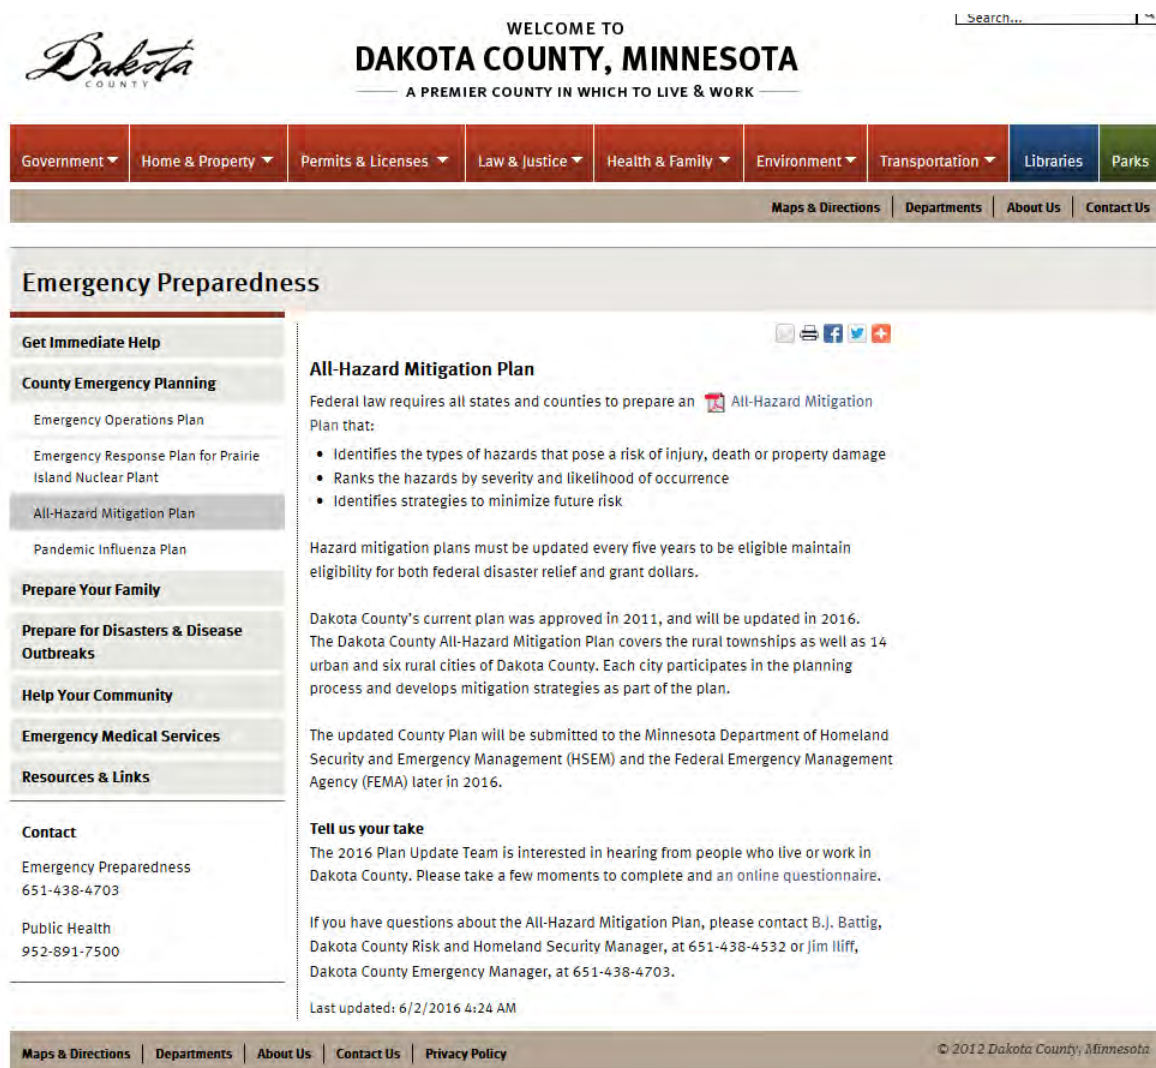 Search...
Dakota
COUNTY
WELCOME TO
DAKOTA COUNTY, MINNESOTA
A PREMIER COUNTY IN WHICH TO LIVE & WORK
Government
Home & Property
Permits & Licenses
Law & Justice
Health & Family
Environment
Transportation
Libraries
Parks
Maps & Directions
Departments
About Us
Contact Us
Emergency Preparedness
Get Immediate Help
County Emergency Planning
Emergency Operations Plan
Emergency Response Plan for Prairie
Island Nuclear Plant
All-Hazard Mitigation Plan
Pandemic Influenza Plan
Prepare Your Family
Prepare for Disasters & Disease
Outbreaks
Help Your Community
Emergency Medical Services
Resources & Links
Contact
Emergency Preparedness
651-438-4703
Public Health
952-891-7500
All-Hazard Mitigation Plan
Federal law requires all states and counties to prepare an All-Hazard Mitigation
Plan that:
• Identifies the types of hazards that pose a risk of injury, death or property damage
• Ranks the hazards by severity and likelihood of occurrence
• Identifies strategies to minimize future risk
Hazard mitigation plans must be updated every five years to be eligible maintain
eligibility for both federal disaster relief and grant dollars.
Dakota County's current plan was approved in 2011, and will be updated in 2016.
The Dakota County All-Hazard Mitigation Plan covers the rural townships as well as 14
urban and six rural cities of Dakota County. Each city participates in the planning
process and develops mitigation strategies as part of the plan.
The updated County Plan will be submitted to the Minnesota Department of Homeland
Security and Emergency Management (HSEM) and the Federal Emergency Management
Agency (FEMA) later in 2016.
Tell us your take
The 2016 Plan Update Team is interested in hearing from people who live or work in
Dakota County. Please take a few moments to complete and an online questionnaire.
If you have questions about the All-Hazard Mitigation Plan, please contact B.J. Battig,
Dakota County Risk and Homeland Security Manager, at 651-438-4532 or Jim Iliff,
Dakota County Emergency Manager, at 651-438-4703.
Last updated: 6/2/2016 4:24 AM
Maps & Directions
Departments
About Us
Contact Us
Privacy Policy
© 2012 Dakota County, Minnesota